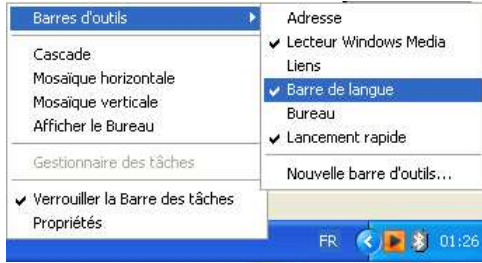 Barres d'outils
Cascade
Mosaïque horizontale
Mosaïque verticale
Afficher le Bureau
Gestionnaire des tâches
Verrouiller la Barre des tâches
Propriétés
Adresse
Lecteur Windows Media
Liens
Barre de langue
Bureau
Lancement rapide
Nouvelle barre d'outils...
FR 01:26